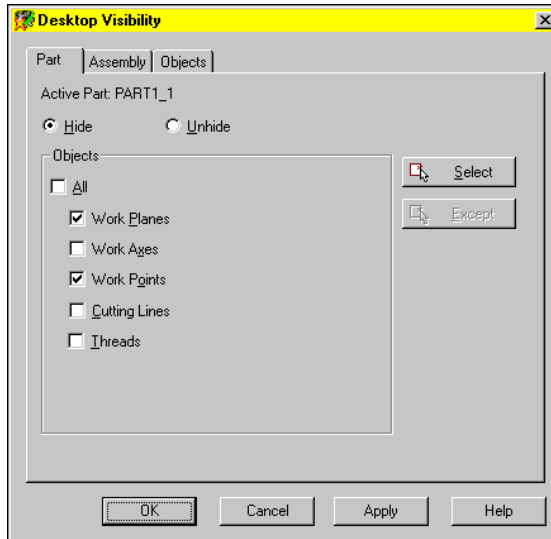 Desktop Visibility
Part Assembly Objects
Active Part: PART1_1
Hide Unhide
Objects
All
Select
Work Planes
Except
Work Axes
Work Points
Cutting Lines
Threads
OK Cancel Apply Help